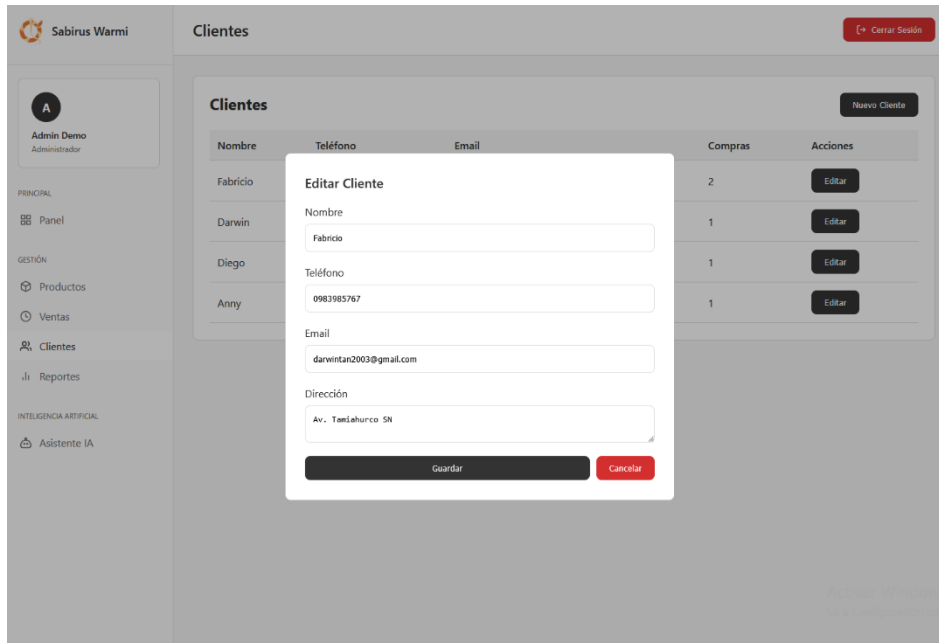 Sabirus Warmi
Clientes
Cerrar Sesión
A
Admin Demo
Administrador
PRINCIPAL
Panel
GESTIÓN
Productos
Ventas
Clientes
Reportes
INTELIGENCIA ARTIFICIAL
Asistente IA
Clientes
Nuevo Cliente
Nombre Teléfono Email Compras Acciones
Fabricio 2 Editar
Darwin 1 Editar
Diego 1 Editar
Anny 1 Editar
Editar Cliente
Nombre
Fabricio
Teléfono
0983985767
Email
darwintan2003@gmail.com
Dirección
Av. Tamiahurco SN
Guardar Cancelar